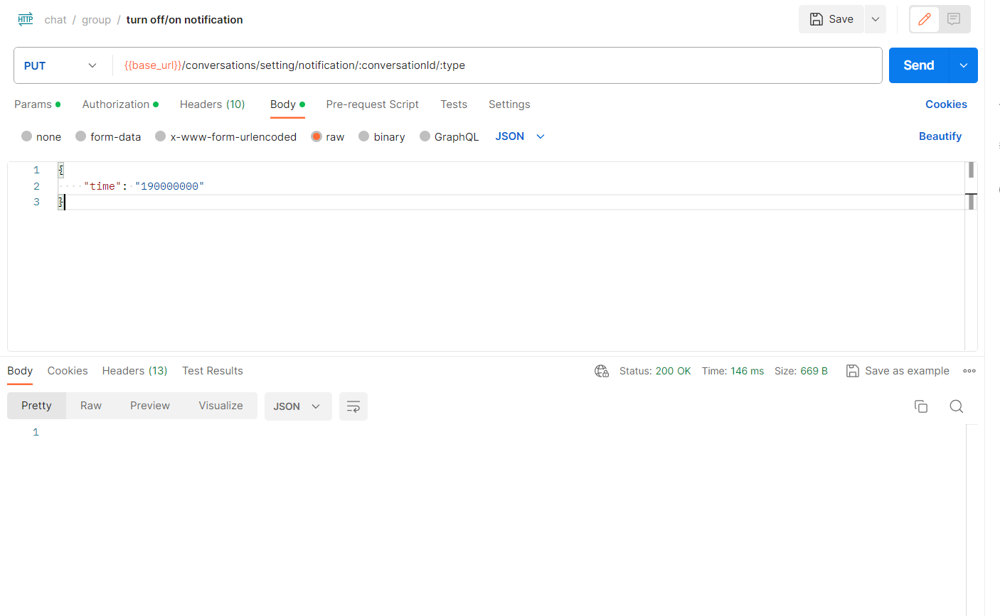 HTTP chat / group / turn off/on notification Save
PUT {{base_url}}/conversations/setting/notification/:conversationId/:type Send
Params Authorization Headers (10) Body Pre-request Script Tests Settings Cookies
none form-data x-www-form-urlencoded raw binary GraphQL JSON Beautify
1 {
2 "time": "190000000"
3 }
Body Cookies Headers (13) Test Results Status: 200 OK Time: 146 ms Size: 669 B Save as example
Pretty Raw Preview Visualize JSON
1